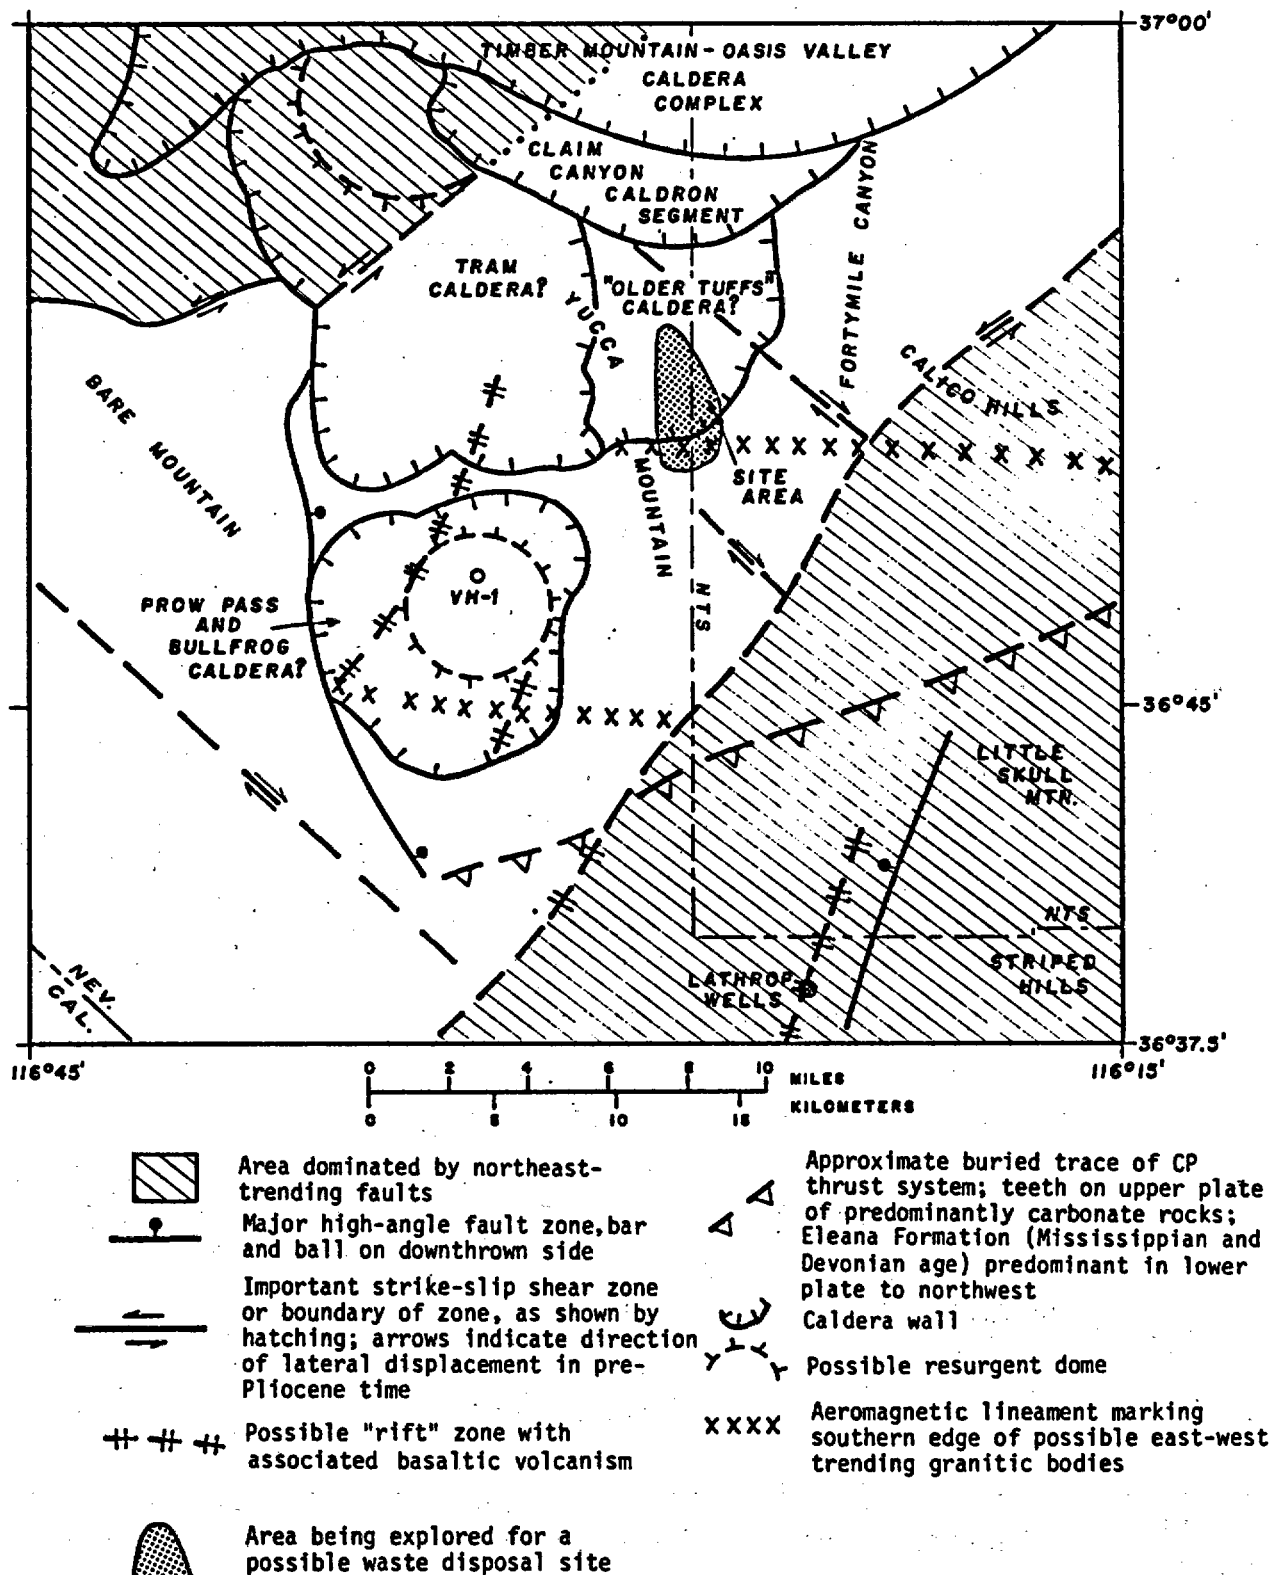 37°00'
TIMBER MOUNTAIN-OASIS VALLEY
CALDERA
COMPLEX
CLAIM
CANYON
CALDRON
SEGMENT
FORTYMILE CANYON
TRAM
CALDERA?
"OLDER TUFFS"
CALDERA?
YUCCA
MOUNTAIN
CALICO HILLS
BARE MOUNTAIN
SITE
AREA
NTS
VH-1
PROW PASS
AND
BULLFROG
CALDERA?
36°45'
LITTLE
SKULL
MTN.
NTS
STRIPED
HILLS
LATHROP
WELLS
NEV.
CAL.
36°37.5'
116°45'
116°15'
0 2 4 6 8 10 MILES
0 5 10 15 KILOMETERS
Area dominated by northeast-
trending faults
Major high-angle fault zone, bar
and ball on downthrown side
Important strike-slip shear zone
or boundary of zone, as shown by
hatching; arrows indicate direction
of lateral displacement in pre-
Pliocene time
Possible "rift" zone with
associated basaltic volcanism
Area being explored for a
possible waste disposal site
Approximate buried trace of CP
thrust system; teeth on upper plate
of predominantly carbonate rocks;
Eleana Formation (Mississippian and
Devonian age) predominant in lower
plate to northwest
Caldera wall
Possible resurgent dome
XXXX
Aeromagnetic lineament marking
southern edge of possible east-west
trending granitic bodies